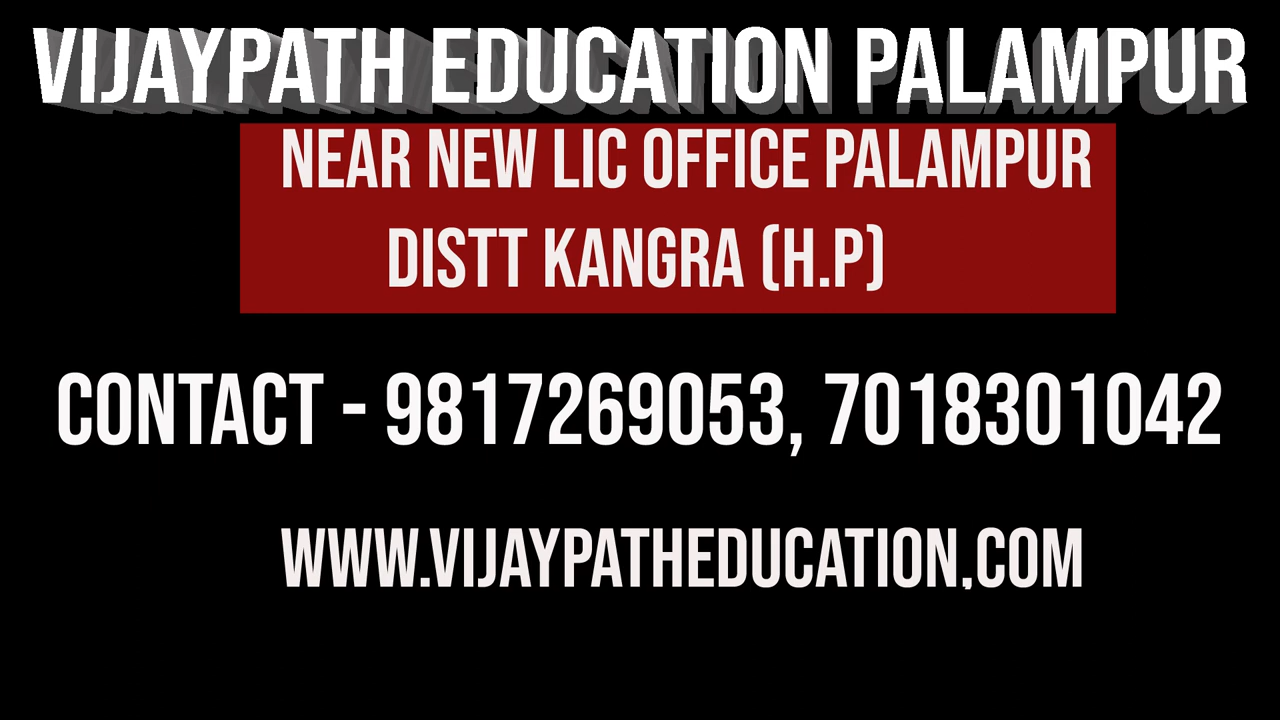 VIJAYPATH EDUCATION PALAMPUR
NEAR NEW LIC OFFICE PALAMPUR
DISTT KANGRA (H.P)
CONTACT - 9817269053, 7018301042
WWW.VIJAYPATHEDUCATION,COM